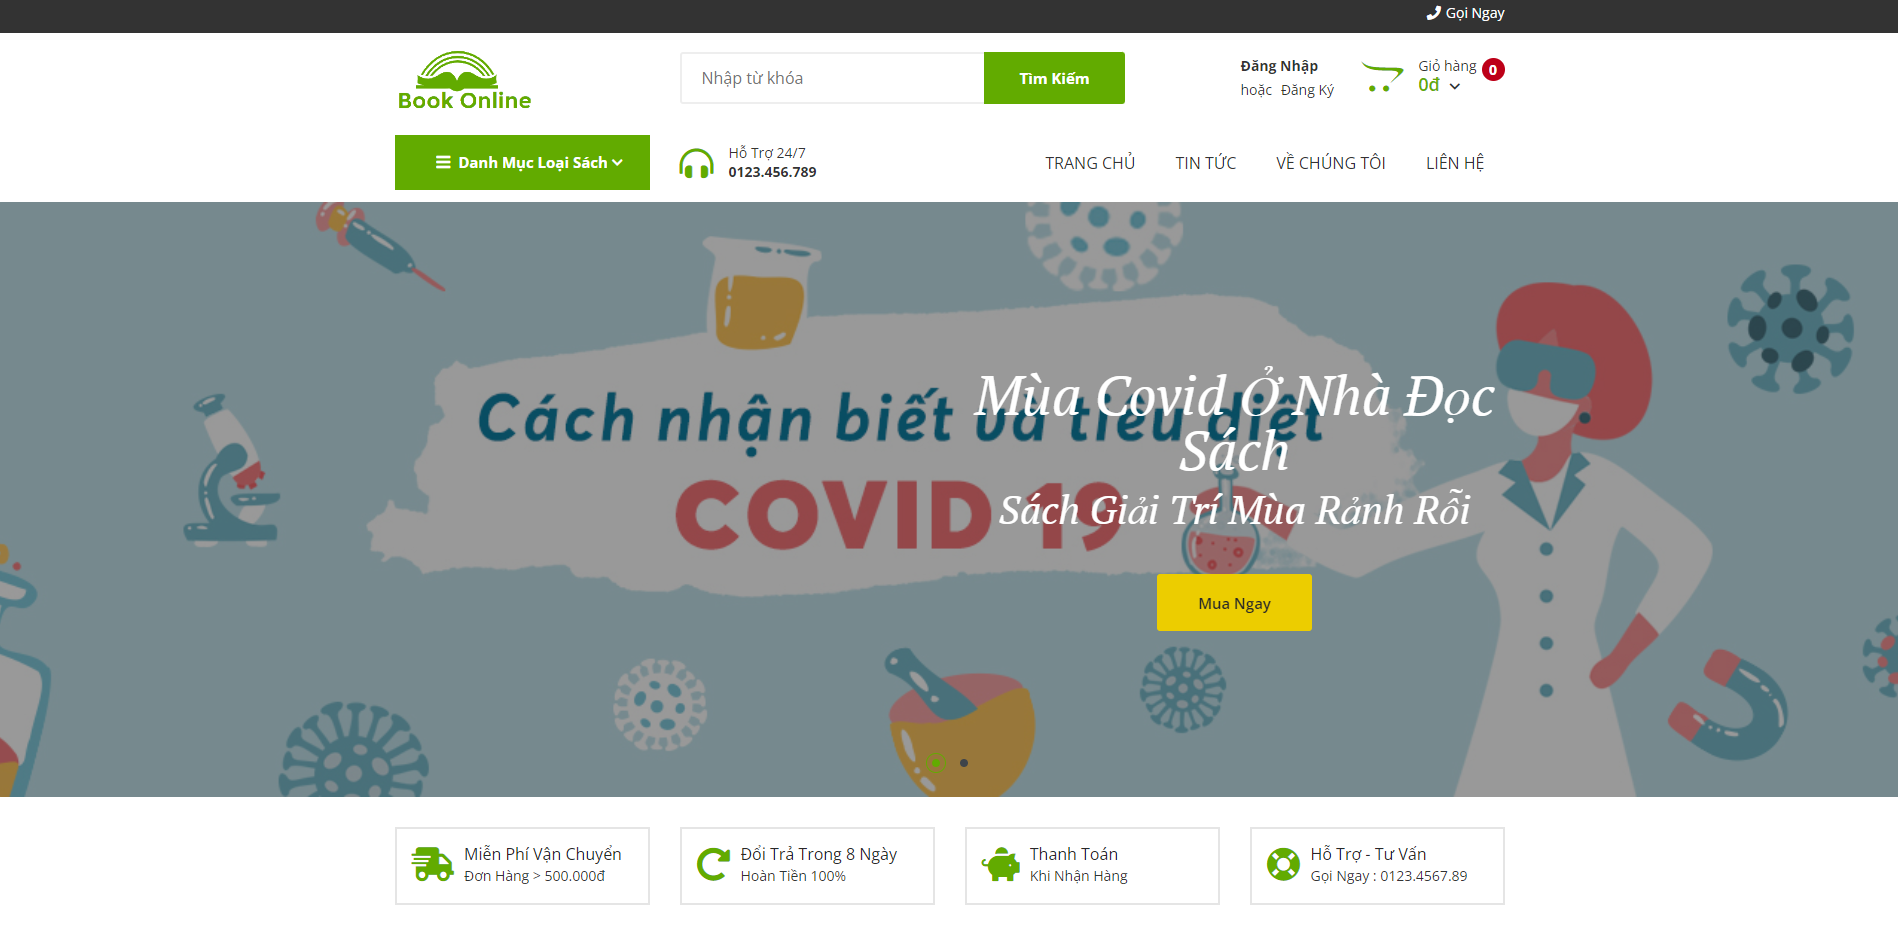 Gọi Ngay
Book Online
Nhập từ khóa
Tìm Kiếm
Đăng Nhập
hoặc Đăng Ký
Giỏ hàng
0
0đ
Danh Mục Loại Sách
Hỗ Trợ 24/7
0123.456.789
TRANG CHỦ
TIN TỨC
VỀ CHÚNG TÔI
LIÊN HỆ
Cách nhận biết và tiêu diệt
COVID 19
Mùa Covid Ở Nhà Đọc
Sách
Sách Giải Trí Mùa Rảnh Rỗi
Mua Ngay
Miễn Phí Vận Chuyển
Đơn Hàng > 500.000đ
Đổi Trả Trong 8 Ngày
Hoàn Tiền 100%
Thanh Toán
Khi Nhận Hàng
Hỗ Trợ - Tư Vấn
Gọi Ngay : 0123.4567.89